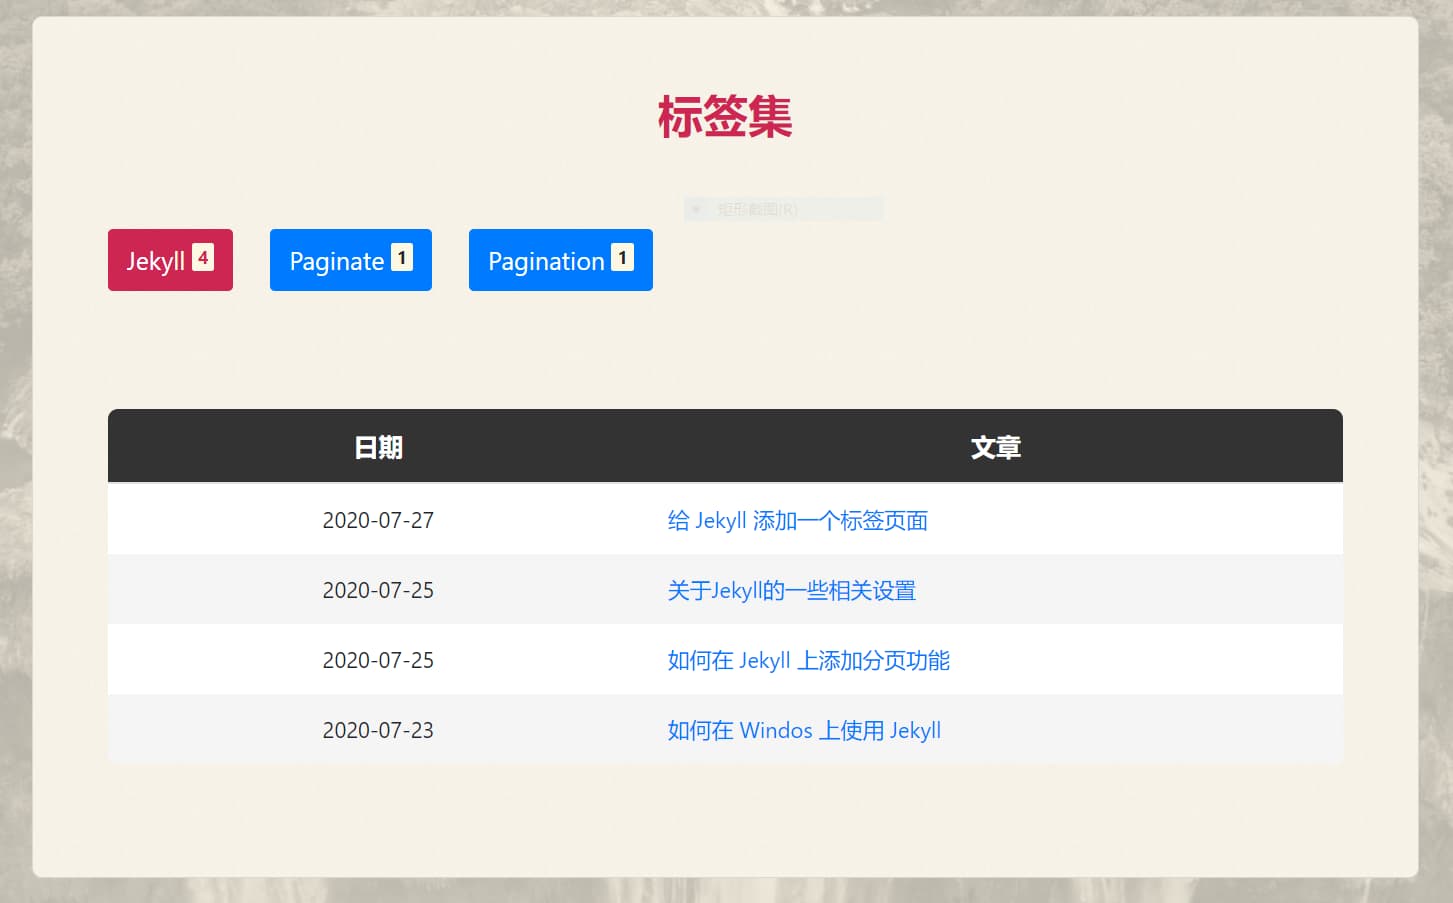 标签集
矩形截图(R)
Jekyll 4 Paginate 1 Pagination 1
日期 文章
2020-07-27 给 Jekyll 添加一个标签页面
2020-07-25 关于Jekyll的一些相关设置
2020-07-25 如何在 Jekyll 上添加分页功能
2020-07-23 如何在 Windos 上使用 Jekyll